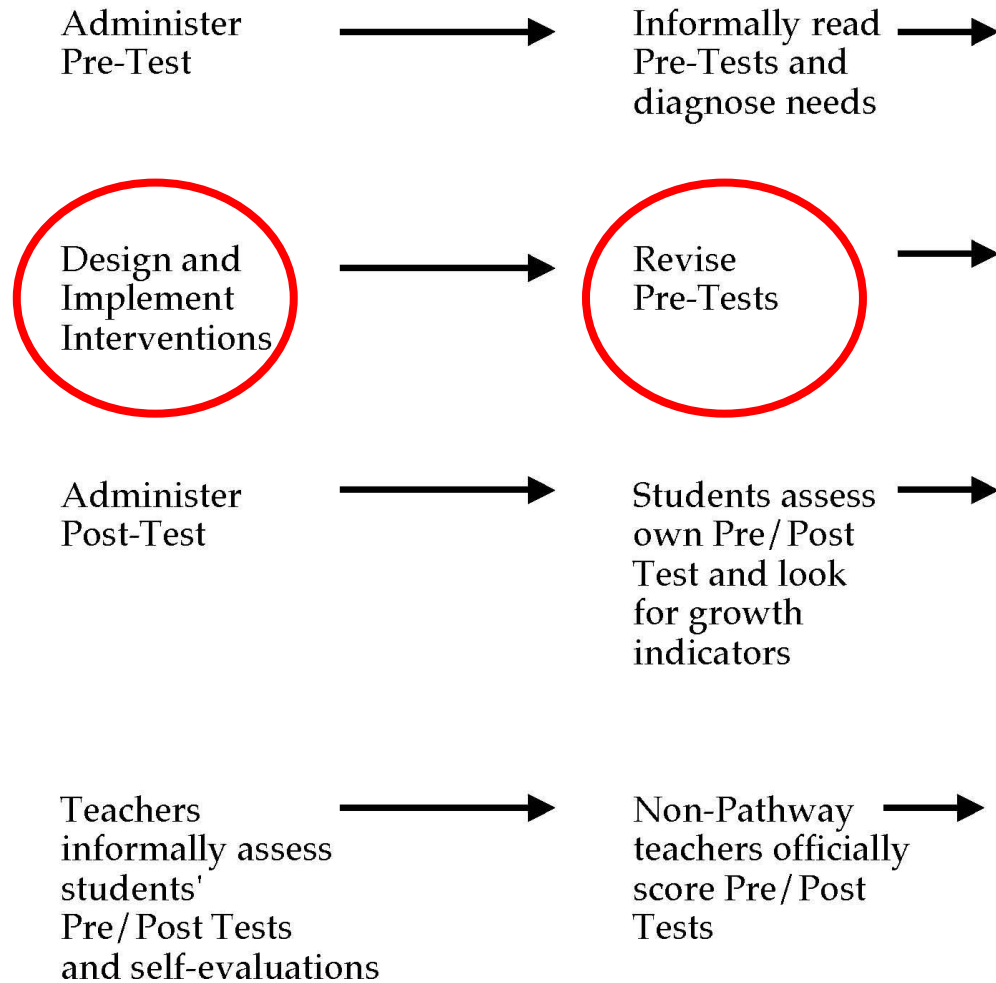 Administer
Pre-Test
Informally read
Pre-Tests and
diagnose needs
Design and
Implement
Interventions
Revise
Pre-Tests
Administer
Post-Test
Students assess
own Pre/Post
Test and look
for growth
indicators
Teachers
informally assess
students'
Pre/Post Tests
and self-evaluations
Non-Pathway
teachers officially
score Pre/Post
Tests